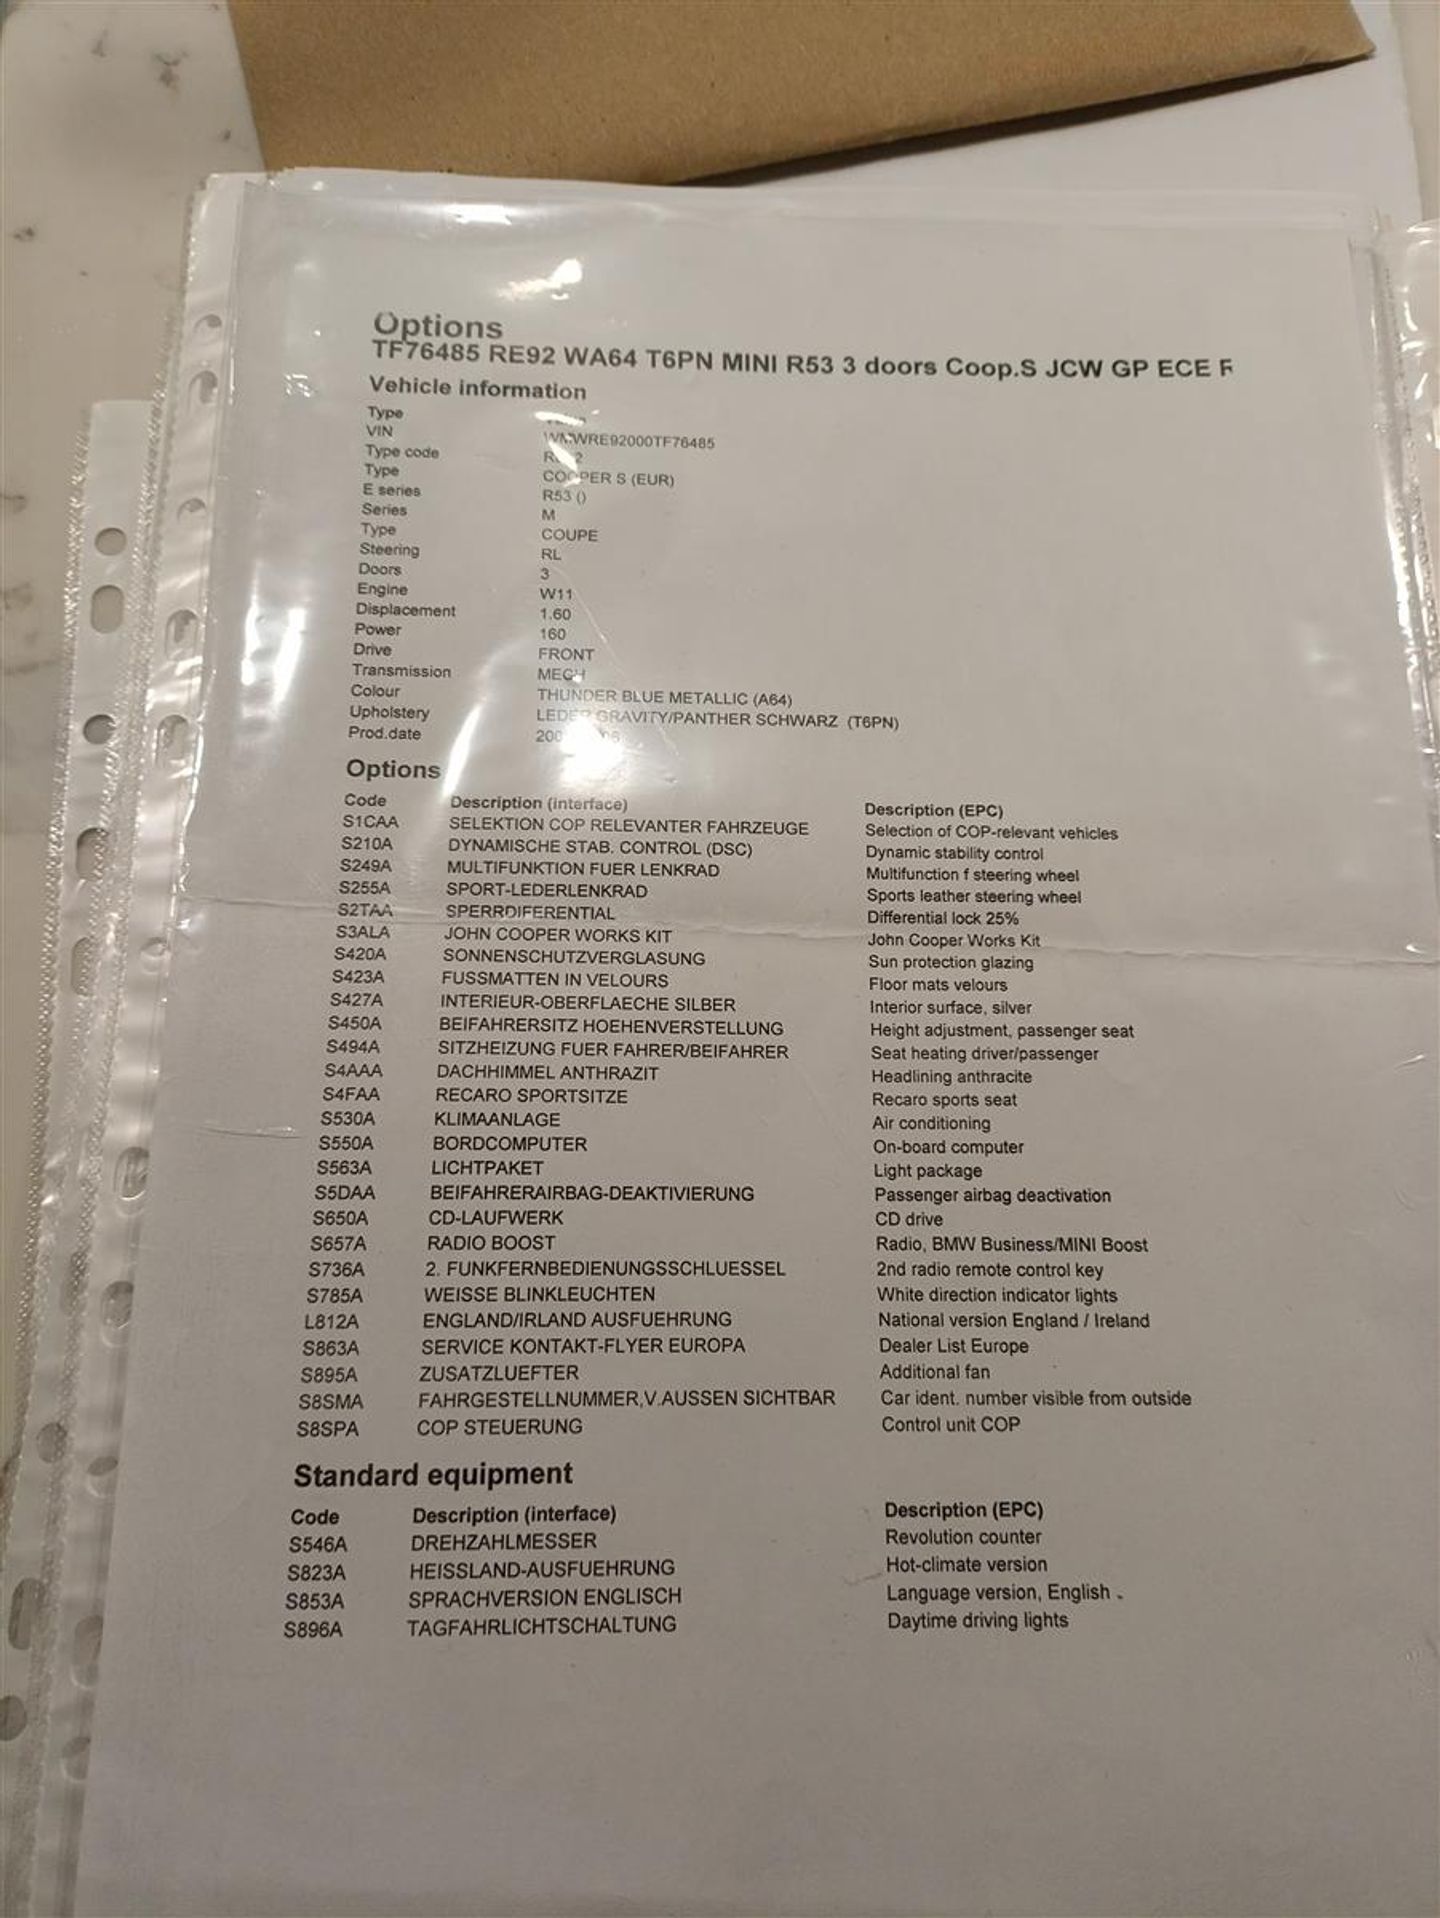 Options
TF76485 RE92 WA64 T6PN MINI R53 3 doors Coop.S JCW GP ECE R
Vehicle information
Type
VIN WMWRE92000TF76485
Type code
Type COOPER S (EUR)
E series R53 ()
Series M
Type COUPE
Steering RL
Doors 3
Engine W11
Displacement 1.60
Power 160
Drive FRONT
Transmission MECH
Colour THUNDER BLUE METALLIC (A64)
Upholstery LEDER GRAVITY/PANTHER SCHWARZ (T6PN)
Prod.date
Options
Code Description (interface) Description (EPC)
S1CAA SELEKTION COP RELEVANTER FAHRZEUGE Selection of COP-relevant vehicles
S210A DYNAMISCHE STAB. CONTROL (DSC) Dynamic stability control
S249A MULTIFUNKTION FUER LENKRAD Multifunction f steering wheel
S255A SPORT-LEDERLENKRAD Sports leather steering wheel
S2TAA SPERRDIFERENTIAL Differential lock 25%
S3ALA JOHN COOPER WORKS KIT John Cooper Works Kit
S420A SONNENSCHUTZVERGLASUNG Sun protection glazing
S423A FUSSMATTEN IN VELOURS Floor mats velours
S427A INTERIEUR-OBERFLAECHE SILBER Interior surface, silver
S450A BEIFAHRERSITZ HOEHENVERSTELLUNG Height adjustment, passenger seat
S494A SITZHEIZUNG FUER FAHRER/BEIFAHRER Seat heating driver/passenger
S4AAA DACHHIMMEL ANTHRAZIT Headlining anthracite
S4FAA RECARO SPORTSITZE Recaro sports seat
S530A KLIMAANLAGE Air conditioning
S550A BORDCOMPUTER On-board computer
S563A LICHTPAKET Light package
S5DAA BEIFAHRERAIRBAG-DEAKTIVIERUNG Passenger airbag deactivation
S650A CD-LAUFWERK CD drive
S657A RADIO BOOST Radio, BMW Business/MINI Boost
S736A 2. FUNKFERNBEDIENUNGSSCHLUESSEL 2nd radio remote control key
S785A WEISSE BLINKLEUCHTEN White direction indicator lights
L812A ENGLAND/IRLAND AUSFUEHRUNG National version England / Ireland
S863A SERVICE KONTAKT-FLYER EUROPA Dealer List Europe
S895A ZUSATZLUEFTER Additional fan
S8SMA FAHRGESTELLNUMMER,V.AUSSEN SICHTBAR Car ident. number visible from outside
S8SPA COP STEUERUNG Control unit COP
Standard equipment
Code Description (interface) Description (EPC)
S546A DREHZAHLMESSER Revolution counter
S823A HEISSLAND-AUSFUEHRUNG Hot-climate version
S853A SPRACHVERSION ENGLISCH Language version, English
S896A TAGFAHRLICHTSCHALTUNG Daytime driving lights